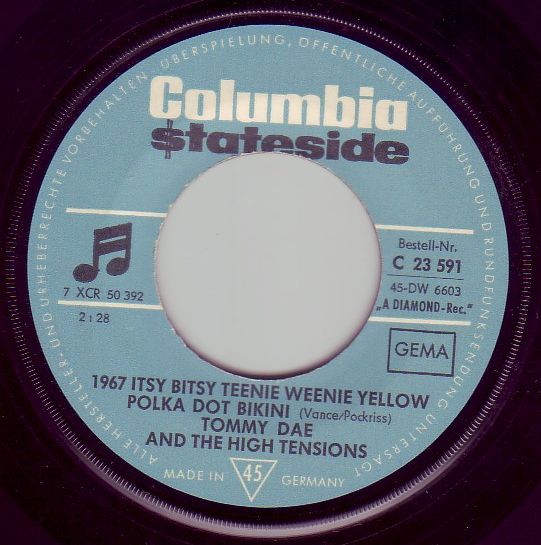 ALLE HERSTELLER- UND URHEBERRECHTE VORBEHALTEN. ÜBERSPIELUNG, ÖFFENTLICHE AUFFÜHRUNG UND RUNDFUNKSENDUNG UNTERSAGT
Columbia
$tateside
Bestell-Nr.
C 23 591
45-DW 6603
„A DIAMOND-Rec.“
7 XCR 50 392
2:28
GEMA
1967 ITSY BITSY TEENIE WEENIE YELLOW
POLKA DOT BIKINI (Vance/Pockriss)
TOMMY DAE
AND THE HIGH TENSIONS
MADE IN 45 GERMANY